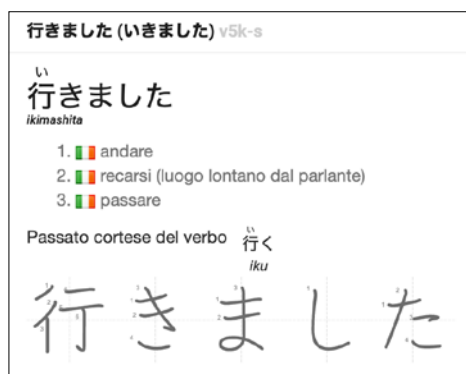 行きました (いきました) v5k-s
い
行きました
ikimashita
1. andare
2. recarsi (luogo lontano dal parlante)
3. passare
い
Passato cortese del verbo 行く
iku
行きました